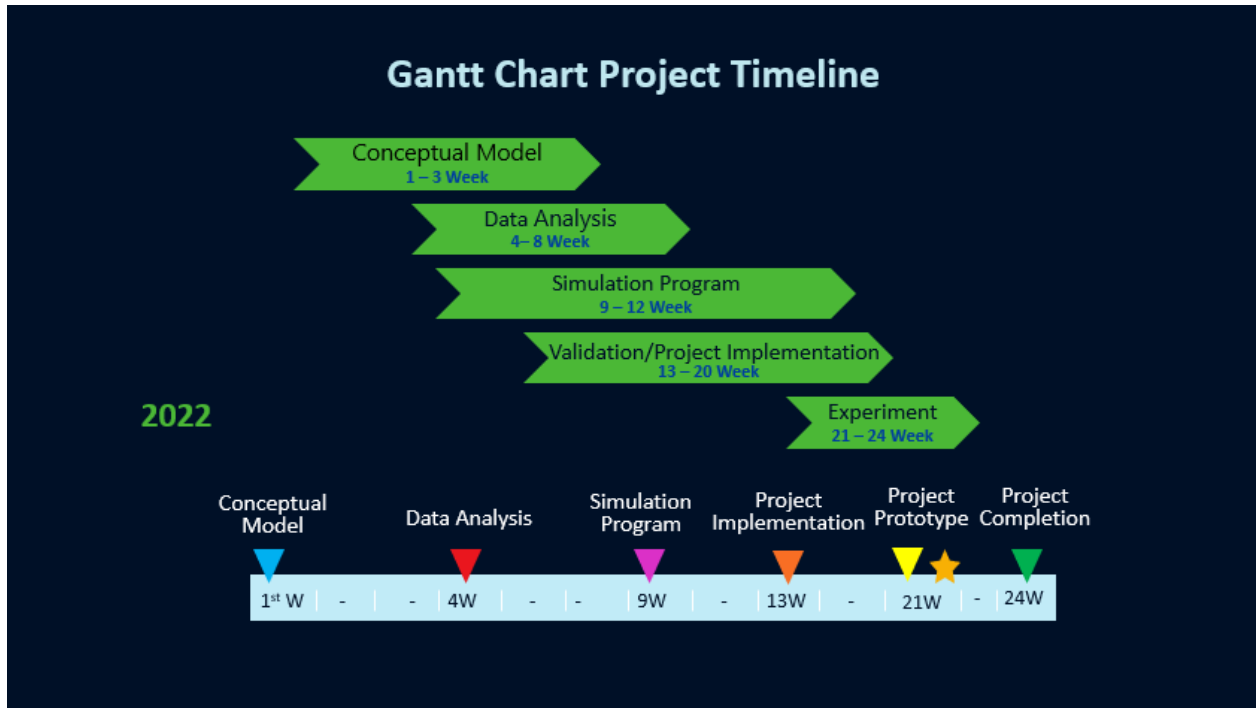 Gantt Chart Project Timeline
Conceptual Model
1 – 3 Week
Data Analysis
4– 8 Week
Simulation Program
9 – 12 Week
Validation/Project Implementation
13 – 20 Week
2022
Experiment
21 – 24 Week
Conceptual
Model
Data Analysis
Simulation
Program
Project
Implementation
Project
Prototype
Project
Completion
1st W - - 4W - - 9W - 13W - 21W - 24W